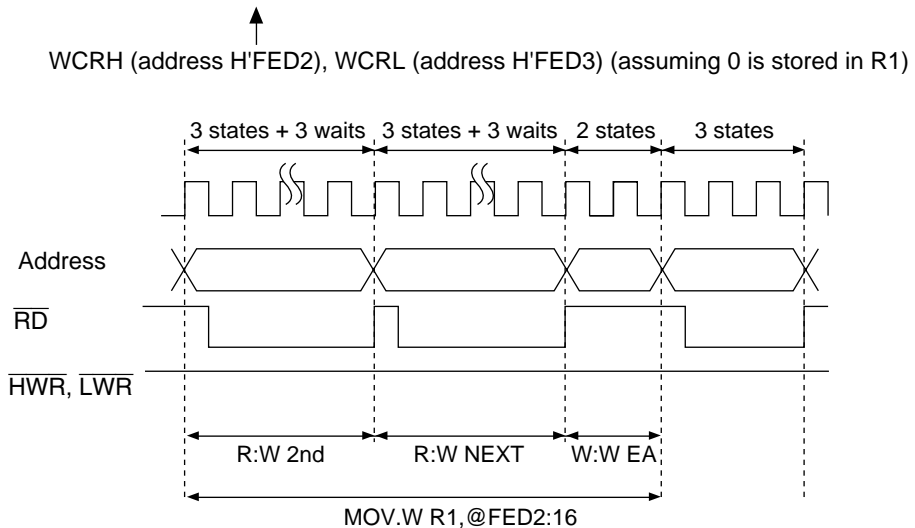 WCRH (address H'FED2), WCRL (address H'FED3) (assuming 0 is stored in R1)
3 states + 3 waits 3 states + 3 waits 2 states 3 states
Address
RD
HWR, LWR
R:W 2nd R:W NEXT W:W EA
MOV.W R1,@FED2:16